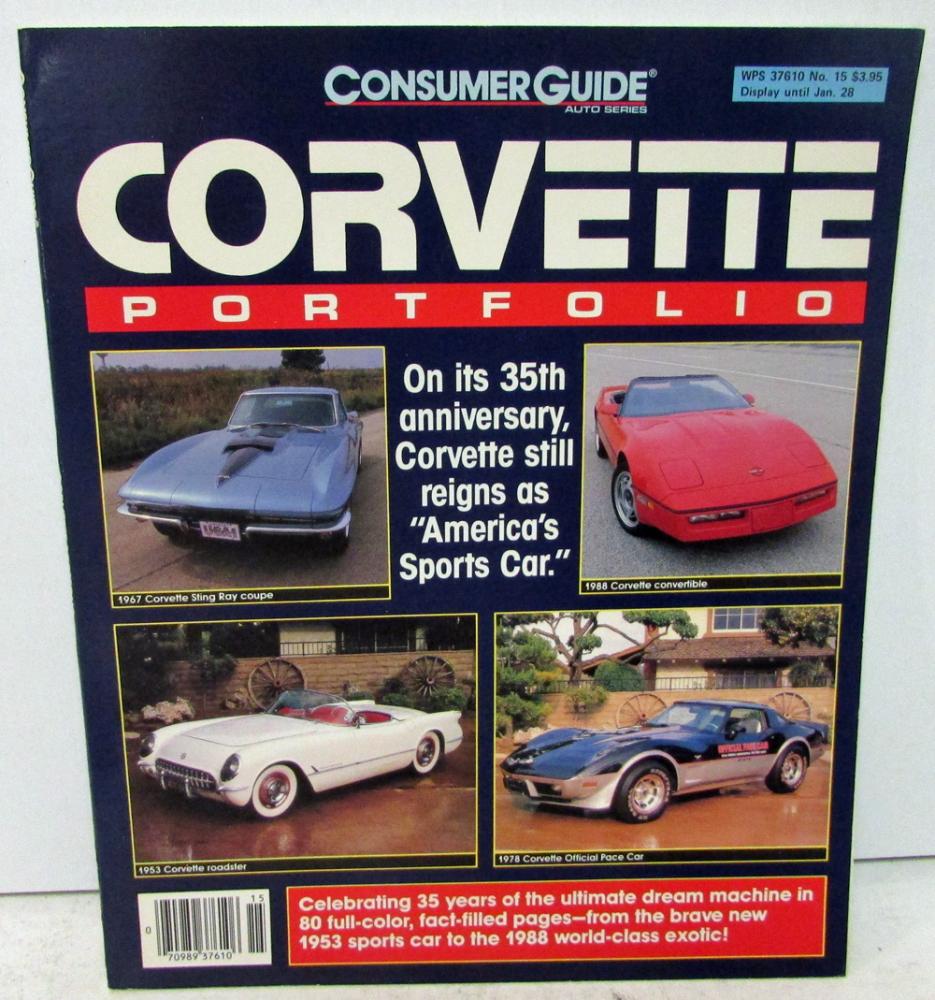 CONSUMER GUIDE®
AUTO SERIES
WPS 37610 No. 15 $3.95
Display until Jan. 28
CORVETTE
PORTFOLIO
On its 35th
anniversary,
Corvette still
reigns as
“America’s
Sports Car.”
1967 Corvette Sting Ray coupe
1988 Corvette convertible
OFFICIAL PACE CAR
1953 Corvette roadster
1978 Corvette Official Pace Car
15
0
70989 37610
Celebrating 35 years of the ultimate dream machine in
80 full-color, fact-filled pages—from the brave new
1953 sports car to the 1988 world-class exotic!